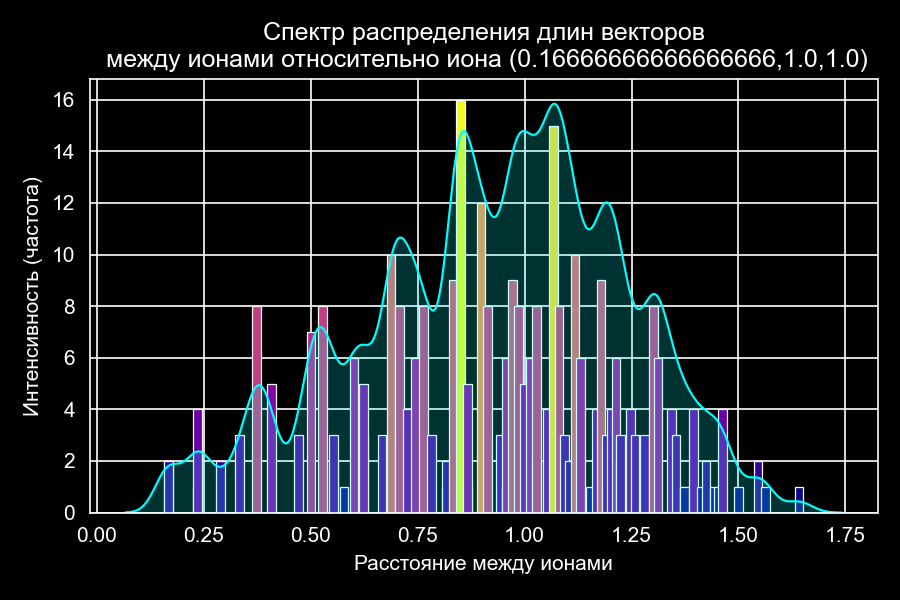 Спектр распределения длин векторов
между ионами относительно иона (0.16666666666666666,1.0,1.0)
Интенсивность (частота)
16
14
12
10
8
6
4
2
0
0.00 0.25 0.50 0.75 1.00 1.25 1.50 1.75
Расстояние между ионами